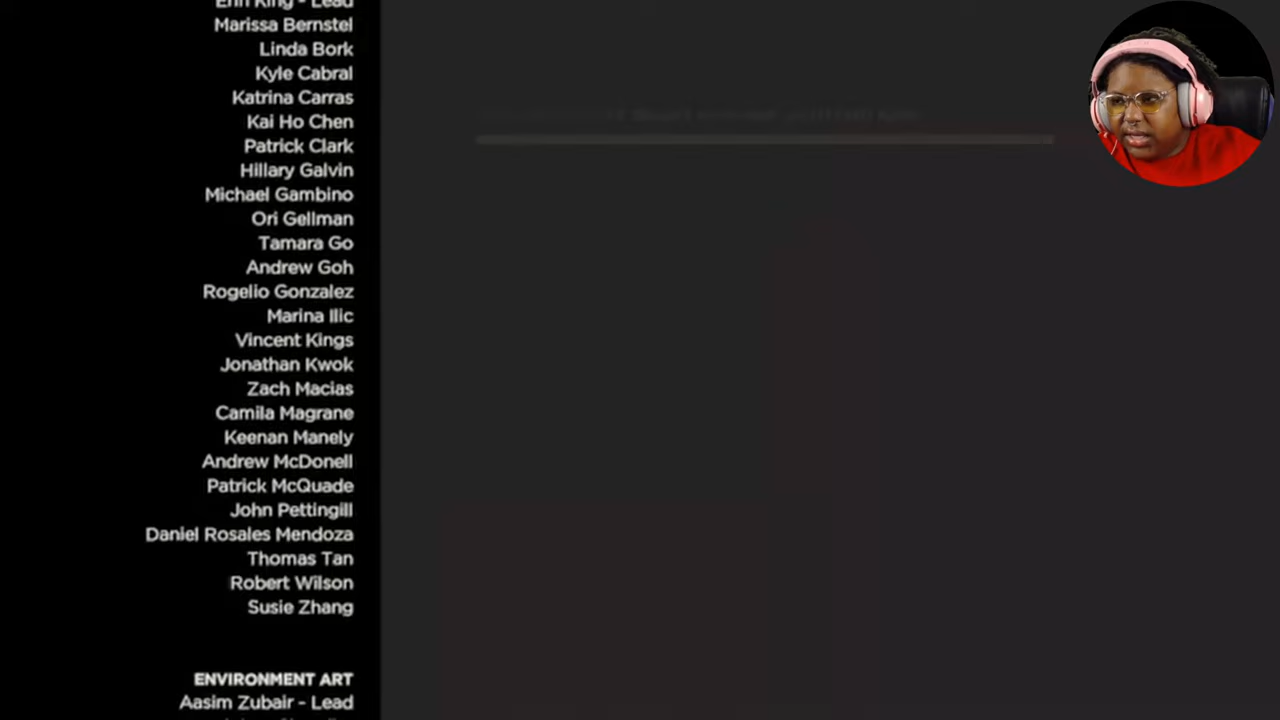 Erin King - Lead
Marissa Bernstel
Linda Bork
Kyle Cabral
Katrina Carras
Kai Ho Chen
Patrick Clark
Hillary Galvin
Michael Gambino
Ori Gellman
Tamara Go
Andrew Goh
Rogelio Gonzalez
Marina Ilic
Vincent Kings
Jonathan Kwok
Zach Macias
Camila Magrane
Keenan Manely
Andrew McDonell
Patrick McQuade
John Pettingill
Daniel Rosales Mendoza
Thomas Tan
Robert Wilson
Susie Zhang
ENVIRONMENT ART
Aasim Zubair - Lead